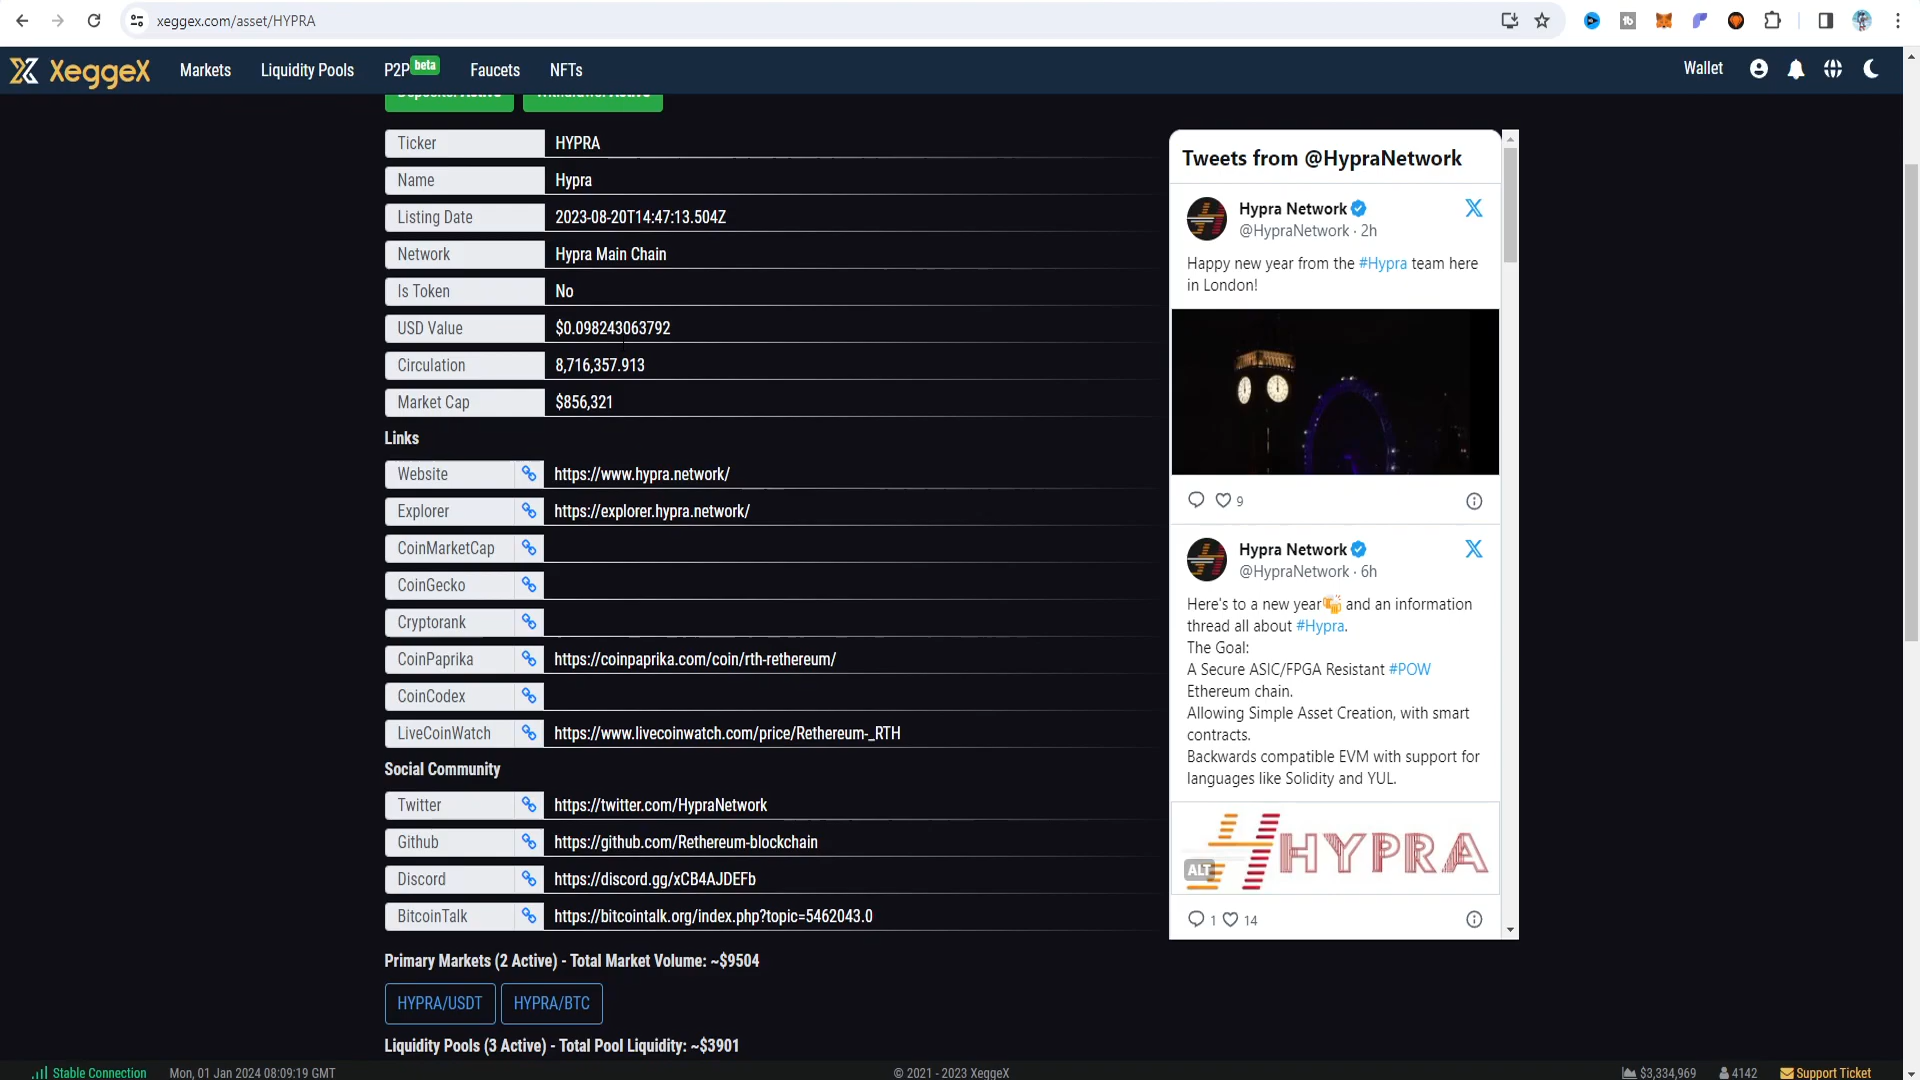 xeggex.com/asset/HYPRA
XeggeX
Markets
Liquidity Pools
P2P beta
Faucets
NFTs
Wallet
Ticker HYPRA
Name Hypra
Listing Date 2023-08-20T14:47:13.504Z
Network Hypra Main Chain
Is Token No
USD Value $0.098243063792
Circulation 8,716,357.913
Market Cap $856,321
Links
Website https://www.hypra.network/
Explorer https://explorer.hypra.network/
CoinMarketCap
CoinGecko
Cryptorank
CoinPaprika https://coinpaprika.com/coin/rth-rethereum/
CoinCodex
LiveCoinWatch https://www.livecoinwatch.com/price/Rethereum-_RTH
Social Community
Twitter https://twitter.com/HypraNetwork
Github https://github.com/Rethereum-blockchain
Discord https://discord.gg/xCB4AJDEFb
BitcoinTalk https://bitcointalk.org/index.php?topic=5462043.0
Primary Markets (2 Active) - Total Market Volume: ~$9504
HYPRA/USDT
HYPRA/BTC
Liquidity Pools (3 Active) - Total Pool Liquidity: ~$3901
Tweets from @HypraNetwork
Hypra Network
@HypraNetwork · 2h
Happy new year from the #Hypra team here
in London!
9
Hypra Network
@HypraNetwork · 6h
Here's to a new year🍻 and an information
thread all about #Hypra.
The Goal:
A Secure ASIC/FPGA Resistant #POW
Ethereum chain.
Allowing Simple Asset Creation, with smart
contracts.
Backwards compatible EVM with support for
languages like Solidity and YUL.
HYPRA
ALT
1 14
Stable Connection
Mon, 01 Jan 2024 08:09:19 GMT
© 2021 - 2023 XeggeX
$3,334,969
4142
Support Ticket